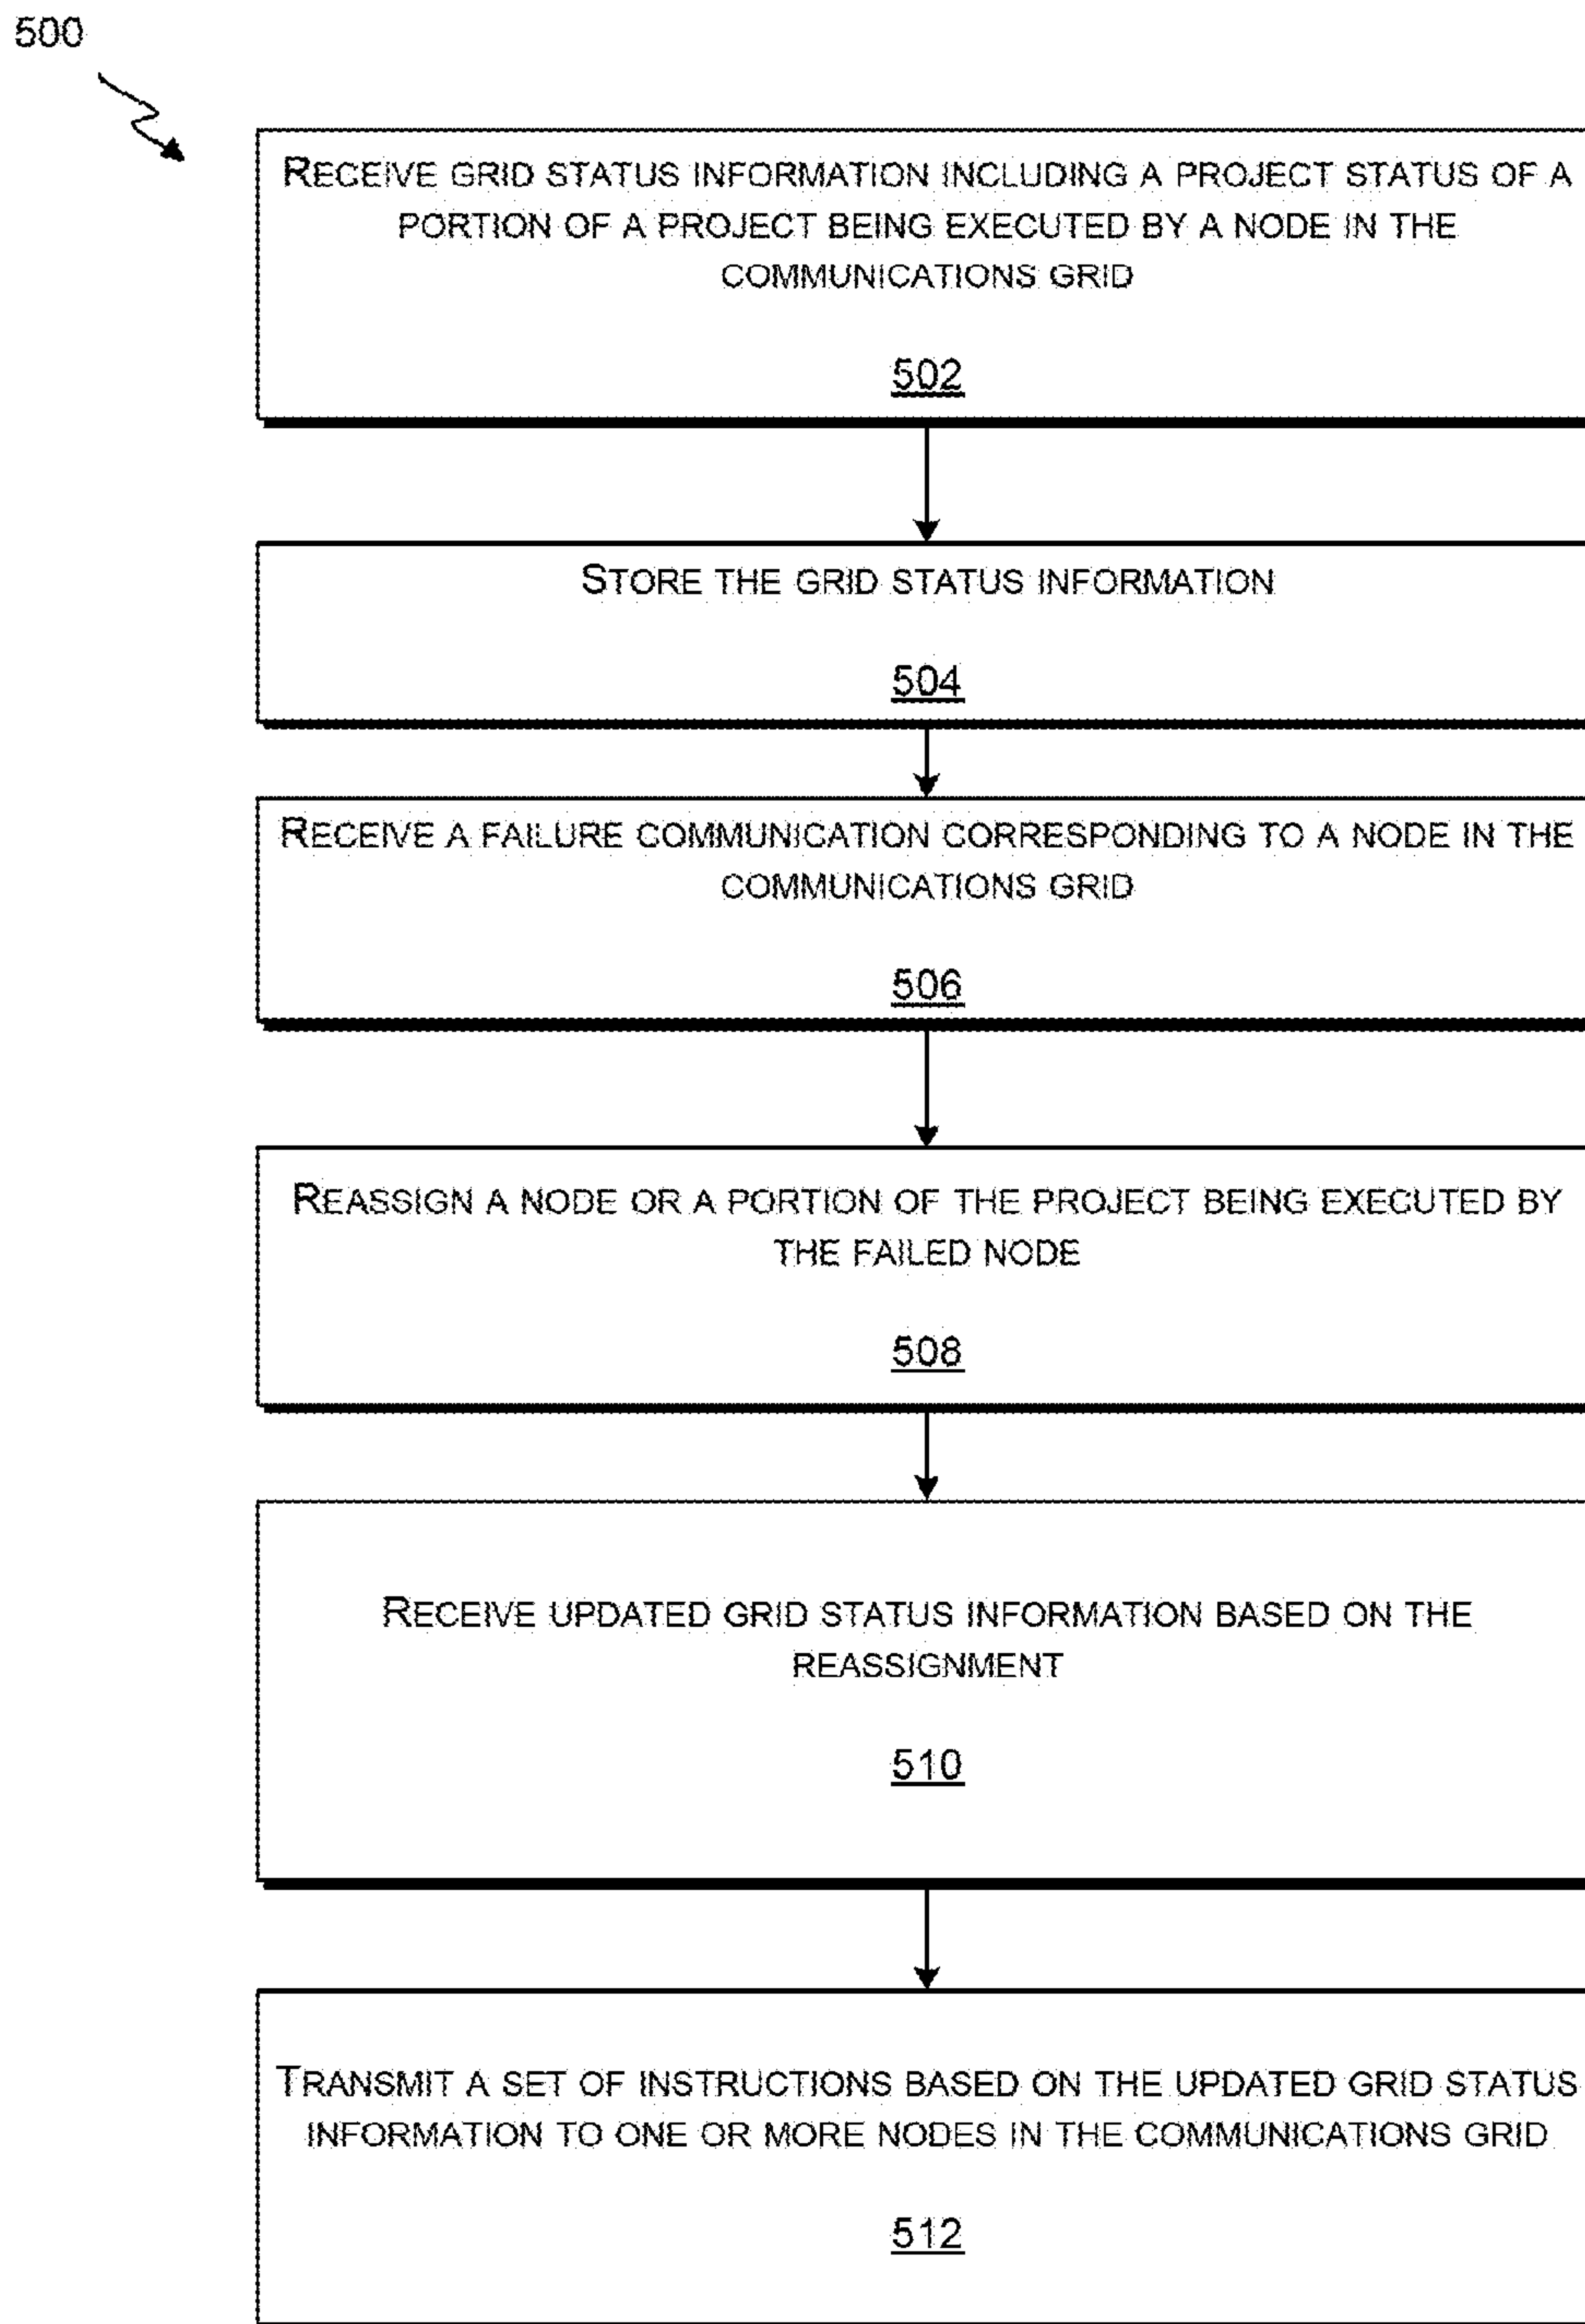 500
RECEIVE GRID STATUS INFORMATION INCLUDING A PROJECT STATUS OF A
PORTION OF A PROJECT BEING EXECUTED BY A NODE IN THE
COMMUNICATIONS GRID
502
STORE THE GRID STATUS INFORMATION
504
RECEIVE A FAILURE COMMUNICATION CORRESPONDING TO A NODE IN THE
COMMUNICATIONS GRID
506
REASSIGN A NODE OR A PORTION OF THE PROJECT BEING EXECUTED BY
THE FAILED NODE
508
RECEIVE UPDATED GRID STATUS INFORMATION BASED ON THE
REASSIGNMENT
510
TRANSMIT A SET OF INSTRUCTIONS BASED ON THE UPDATED GRID STATUS
INFORMATION TO ONE OR MORE NODES IN THE COMMUNICATIONS GRID
512